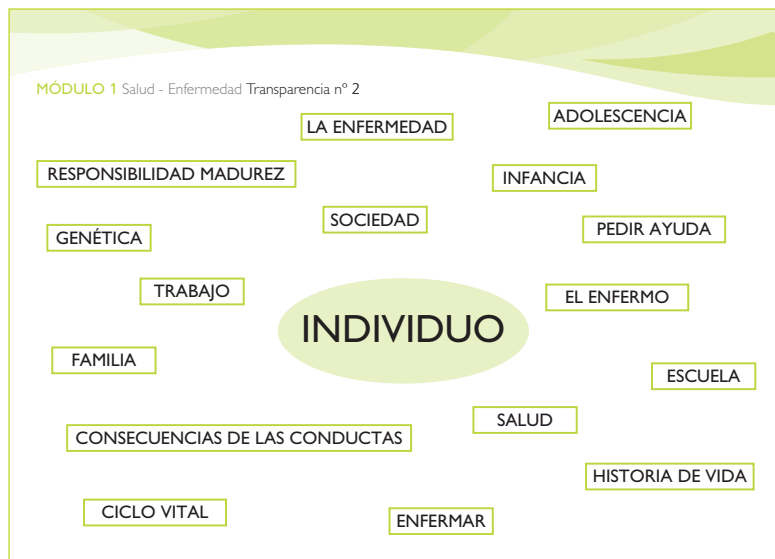 MÓDULO 1 Salud - Enfermedad Transparencia nº 2
ADOLESCENCIA
LA ENFERMEDAD
RESPONSIBILIDAD MADUREZ
INFANCIA
SOCIEDAD
PEDIR AYUDA
GENÉTICA
TRABAJO
EL ENFERMO
INDIVIDUO
FAMILIA
ESCUELA
SALUD
CONSECUENCIAS DE LAS CONDUCTAS
HISTORIA DE VIDA
CICLO VITAL
ENFERMAR